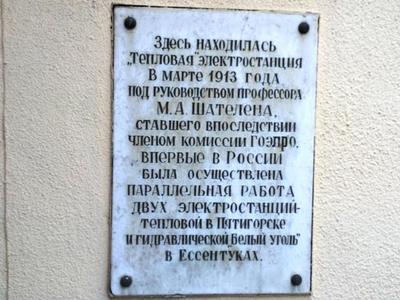 Здесь находилась
„Тепловая" электростанция
В марте 1913 года
под руководством профессора
М.А. Шателена,
ставшего впоследствии
членом комиссии ГОЭЛРО,
впервые в России
была осуществлена
параллельная работа
двух электростанций-
тепловой в Пятигорске
и гидравлической „Белый уголь"
в Ессентуках.